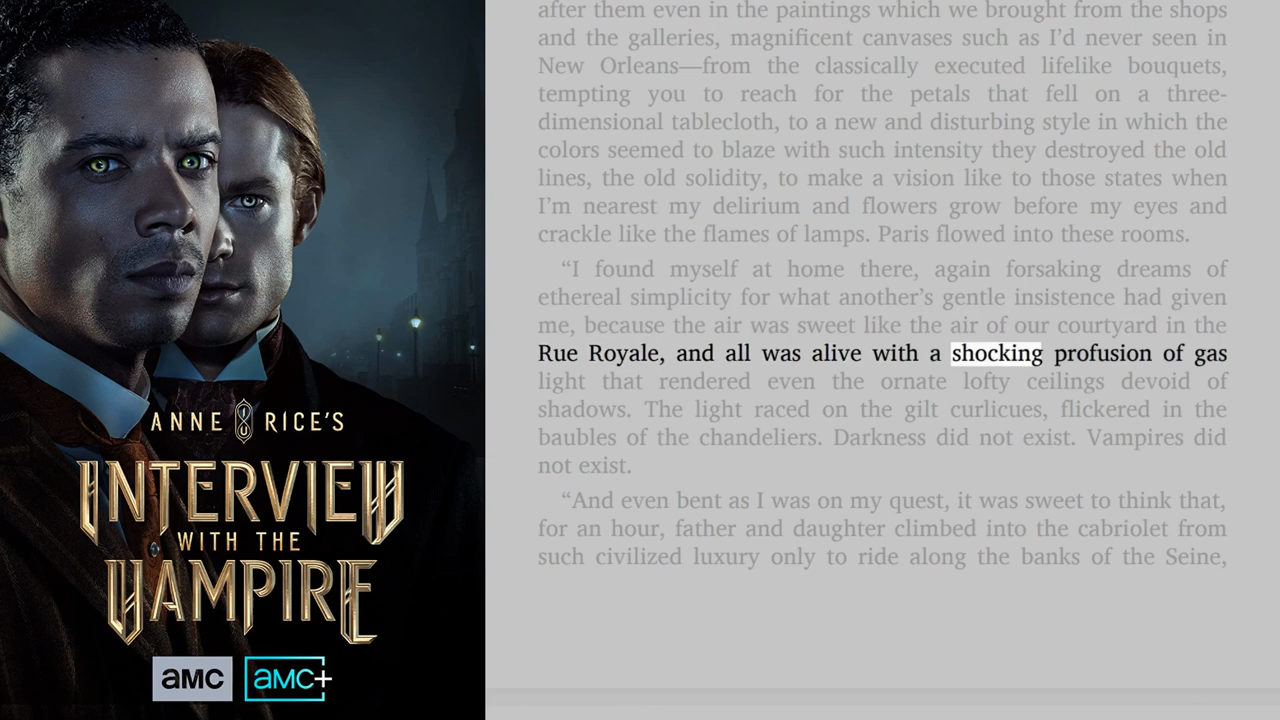 ANNE RICE'S
INTERVIEW
WITH THE
VAMPIRE
amc
amc+
after them even in the paintings which we brought from the shops
and the galleries, magnificent canvases such as I’d never seen in
New Orleans—from the classically executed lifelike bouquets,
tempting you to reach for the petals that fell on a three-
dimensional tablecloth, to a new and disturbing style in which the
colors seemed to blaze with such intensity they destroyed the old
lines, the old solidity, to make a vision like to those states when
I’m nearest my delirium and flowers grow before my eyes and
crackle like the flames of lamps. Paris flowed into these rooms.
“I found myself at home there, again forsaking dreams of
ethereal simplicity for what another’s gentle insistence had given
me, because the air was sweet like the air of our courtyard in the
Rue Royale, and all was alive with a shocking profusion of gas
light that rendered even the ornate lofty ceilings devoid of
shadows. The light raced on the gilt curlicues, flickered in the
baubles of the chandeliers. Darkness did not exist. Vampires did
not exist.
“And even bent as I was on my quest, it was sweet to think that,
for an hour, father and daughter climbed into the cabriolet from
such civilized luxury only to ride along the banks of the Seine,